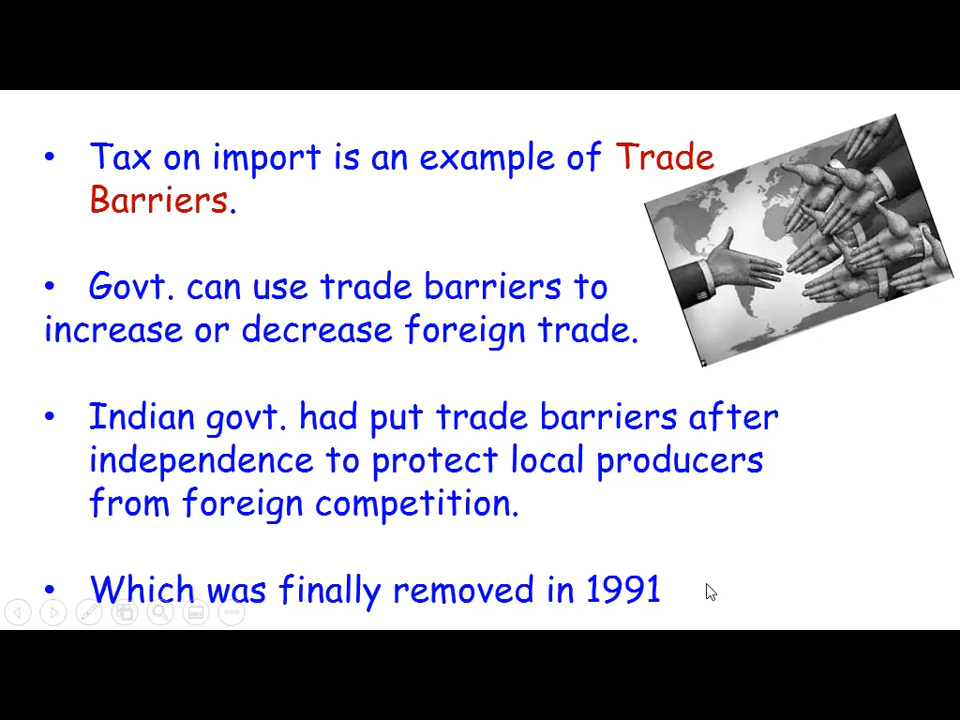 • Tax on import is an example of Trade
Barriers.
• Govt. can use trade barriers to
increase or decrease foreign trade.
• Indian govt. had put trade barriers after
independence to protect local producers
from foreign competition.
• Which was finally removed in 1991